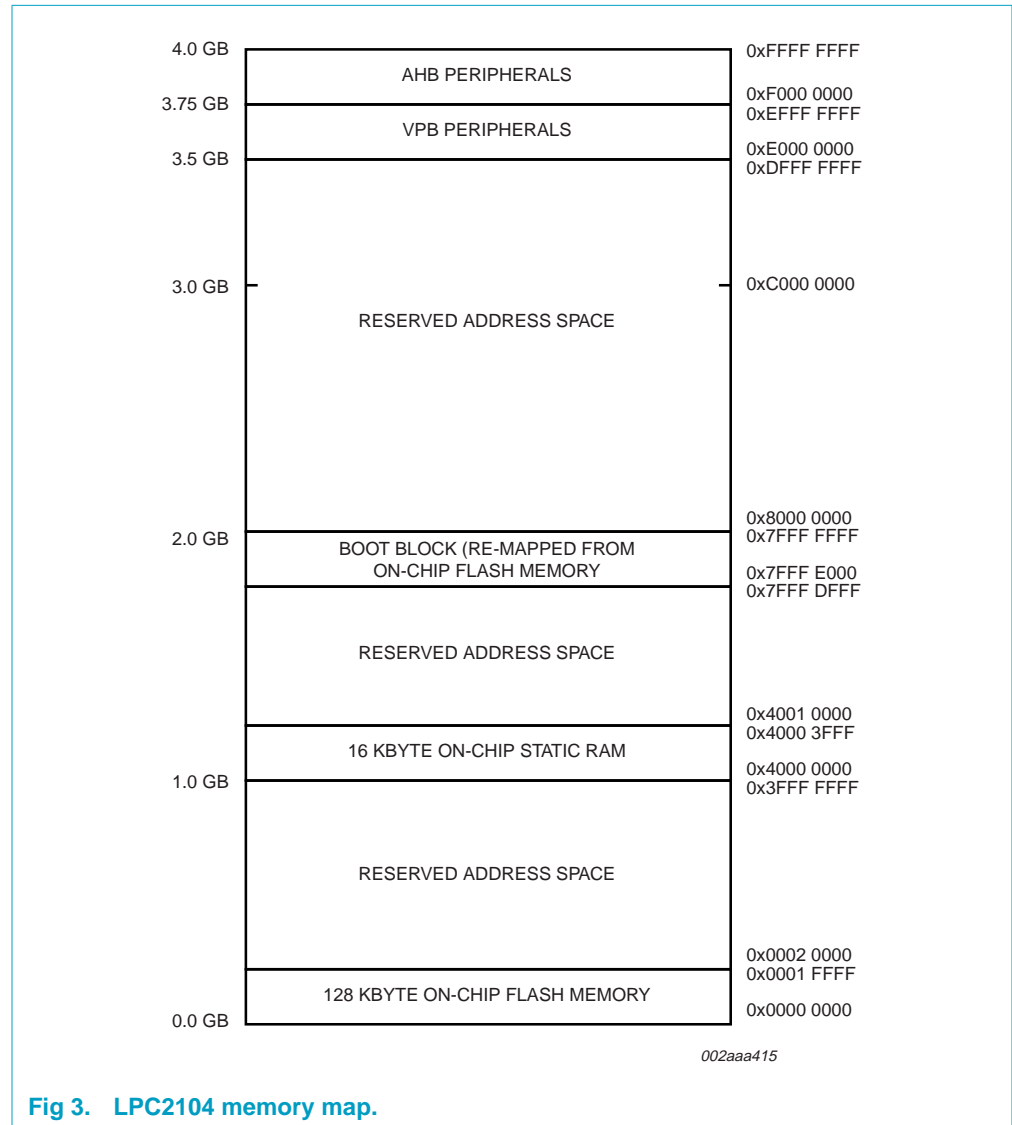 4.0 GB
0xFFFF FFFF
AHB PERIPHERALS
0xF000 0000
3.75 GB
0xEFFF FFFF
VPB PERIPHERALS
0xE000 0000
3.5 GB
0xDFFF FFFF
3.0 GB
0xC000 0000
RESERVED ADDRESS SPACE
0x8000 0000
2.0 GB
0x7FFF FFFF
BOOT BLOCK (RE-MAPPED FROM
ON-CHIP FLASH MEMORY
0x7FFF E000
0x7FFF DFFF
RESERVED ADDRESS SPACE
0x4001 0000
0x4000 3FFF
16 KBYTE ON-CHIP STATIC RAM
0x4000 0000
1.0 GB
0x3FFF FFFF
RESERVED ADDRESS SPACE
0x0002 0000
0x0001 FFFF
128 KBYTE ON-CHIP FLASH MEMORY
0x0000 0000
0.0 GB
002aaa415
Fig 3. LPC2104 memory map.